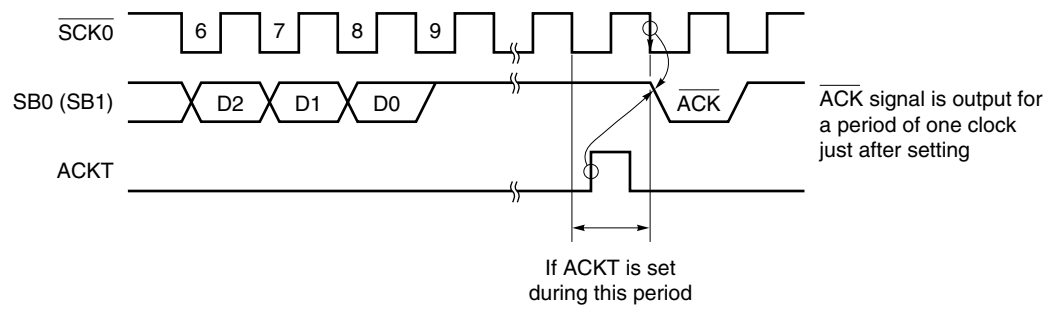 SCK0
6 7 8 9
SB0 (SB1)
D2 D1 D0
ACK
ACK signal is output for
a period of one clock
just after setting
ACKT
If ACKT is set
during this period